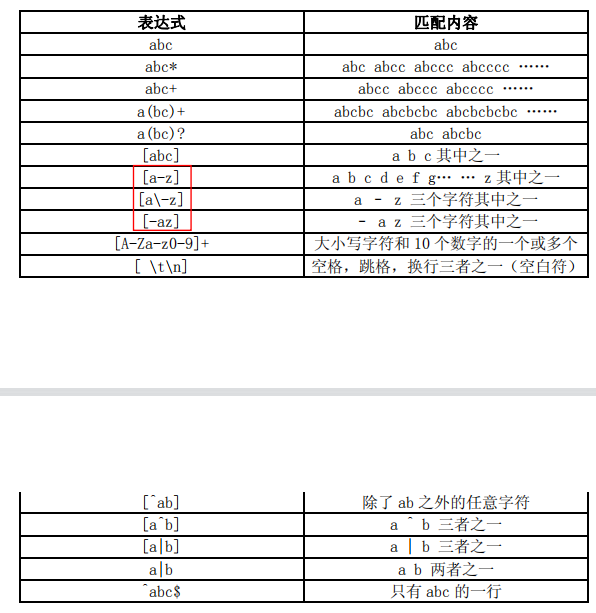 表达式 匹配内容
abc abc
abc* abc abcc abccc abcccc ……
abc+ abcc abccc abcccc ……
a(bc)+ abcbc abcbcbc abcbcbcbc ……
a(bc)? abc abcbc
[abc] a b c 其中之一
[a-z] a b c d e f g… … z 其中之一
[a\-z] a - z 三个字符其中之一
[-az] - a z 三个字符其中之一
[A-Za-z0-9]+ 大小写字符和 10 个数字的一个或多个
[ \t\n] 空格，跳格，换行三者之一（空白符）
[^ab] 除了 ab 之外的任意字符
[a^b] a ^ b 三者之一
[a|b] a | b 三者之一
a|b a b 两者之一
^abc$ 只有 abc 的一行